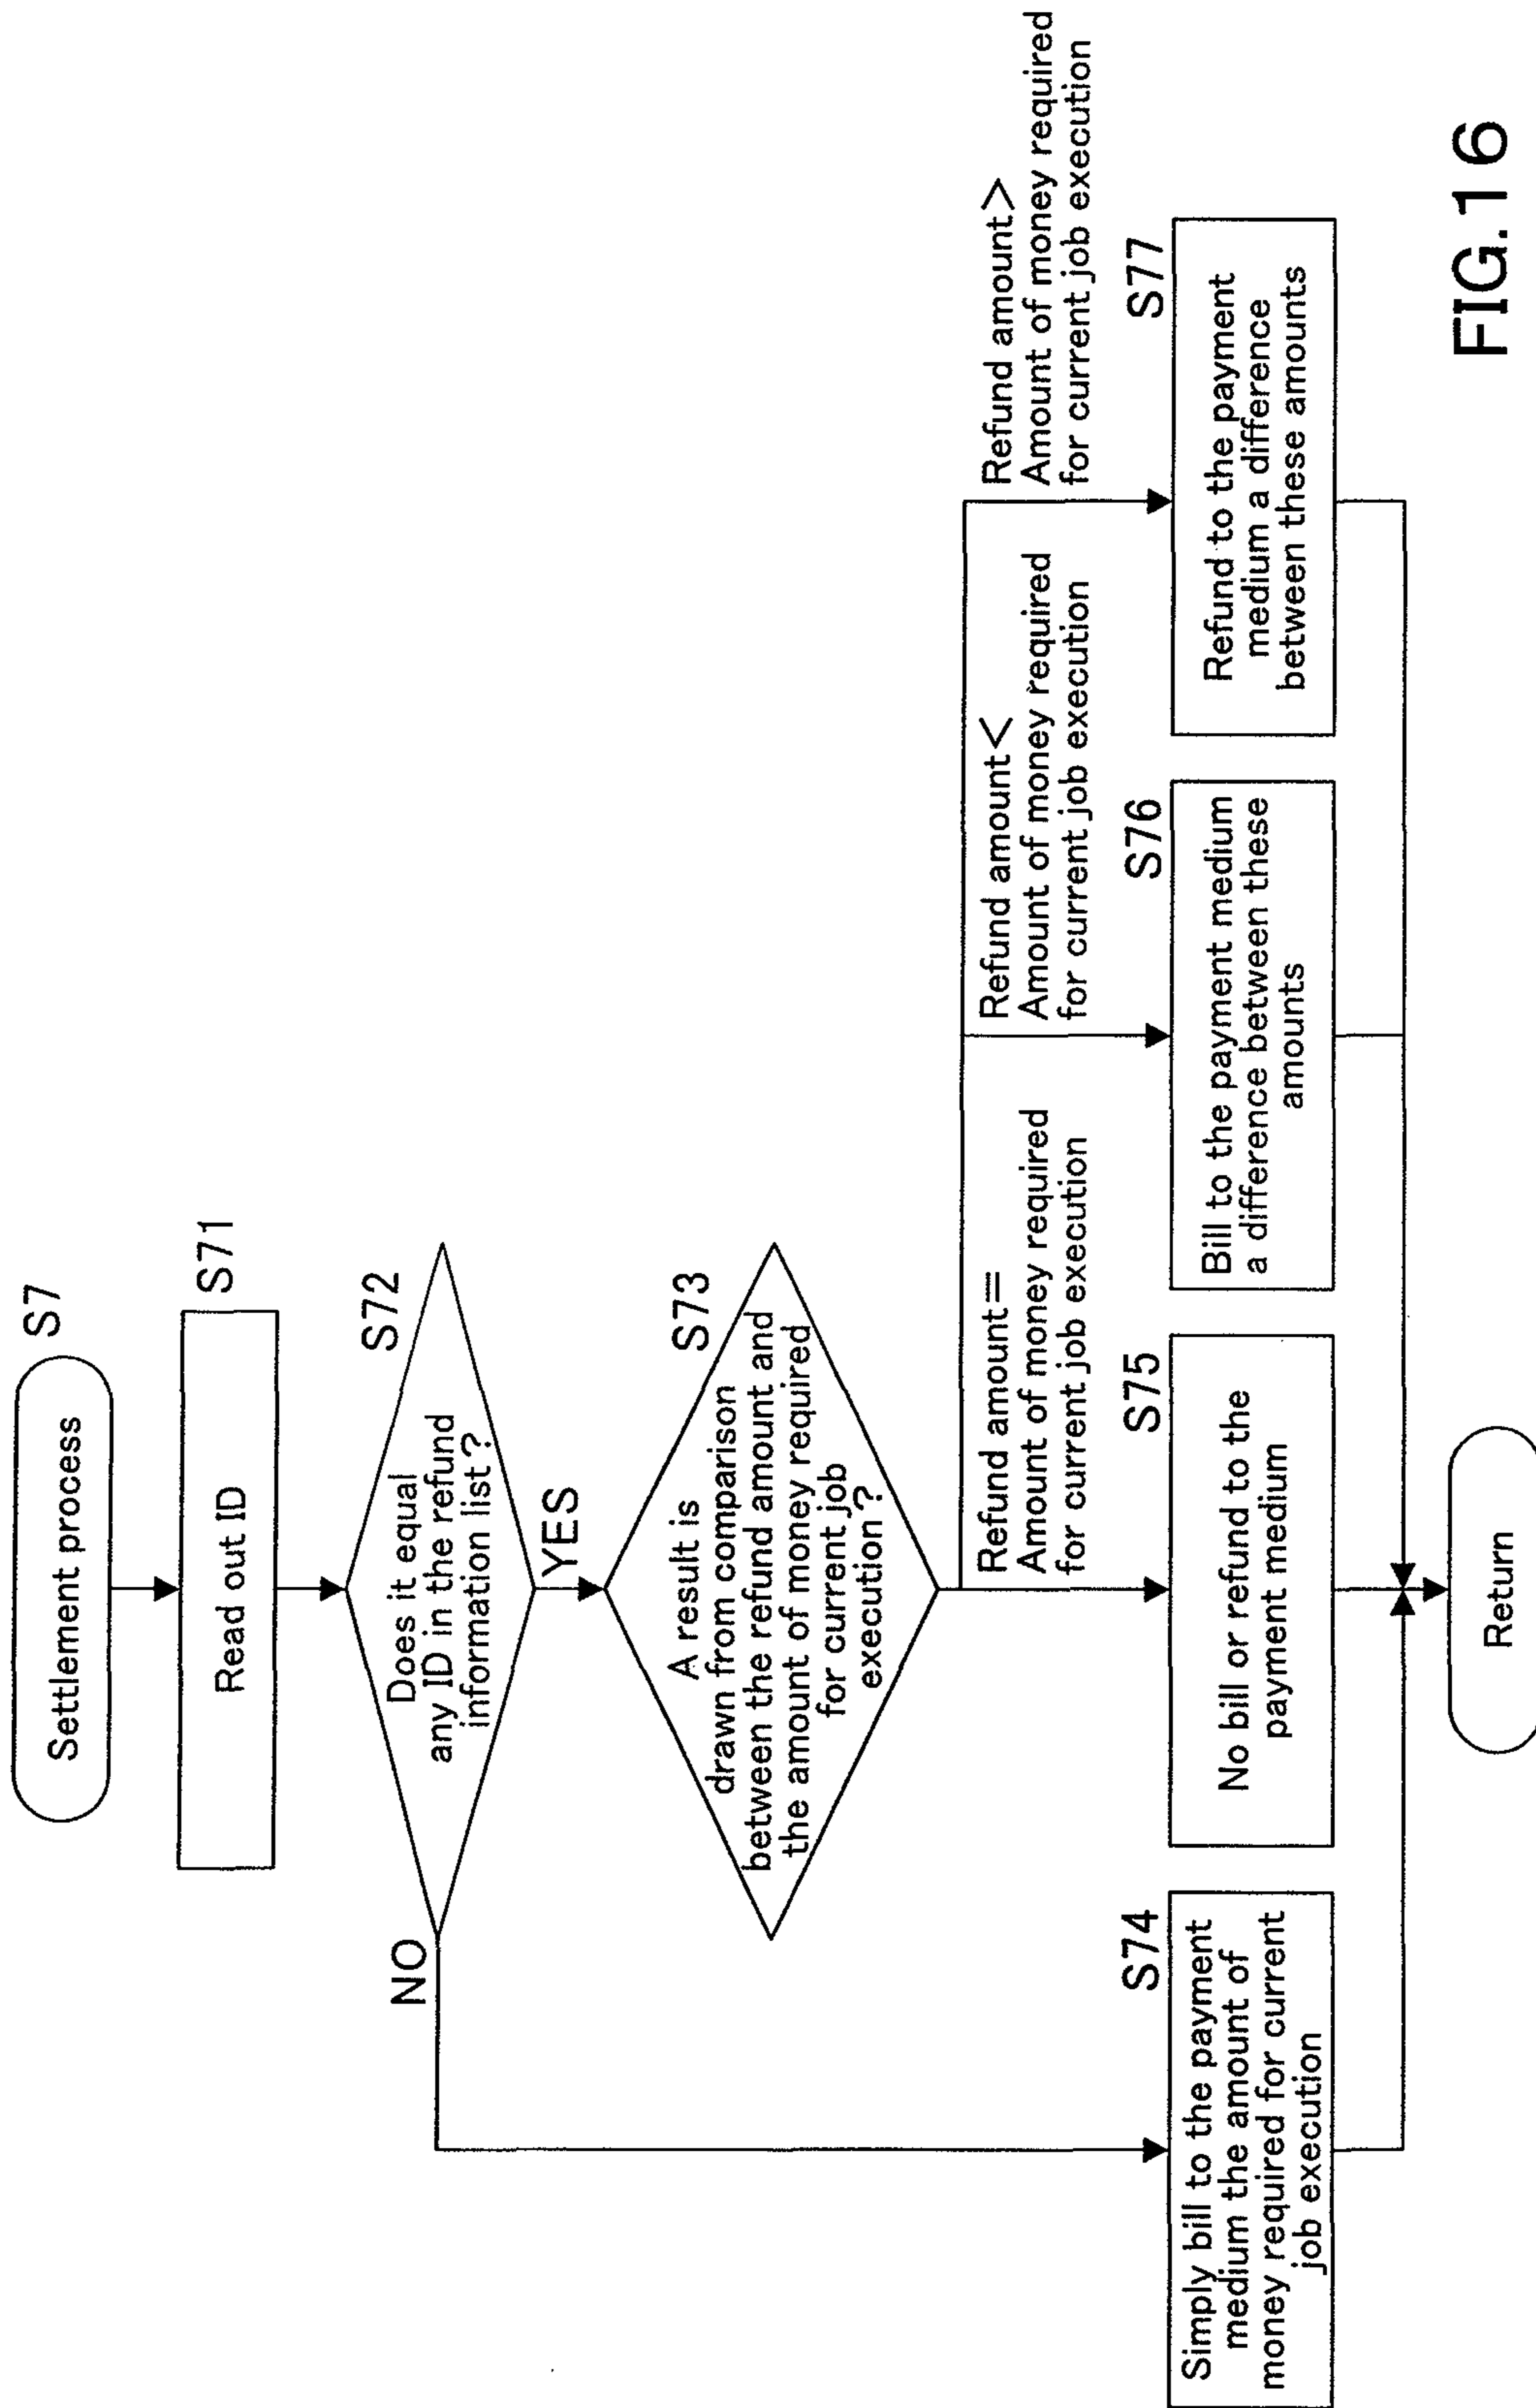 Settlement process
S7
Read out ID
S71
Does it equal
any ID in the refund
information list?
S72
NO
YES
A result is
drawn from comparison
between the refund amount and
the amount of money required
for current job
execution?
S73
Refund amount=
Amount of money required
for current job execution
Refund amount<
Amount of money required
for current job execution
Refund amount>
Amount of money required
for current job execution
S74
Simply bill to the payment
medium the amount of
money required for current
job execution
S75
No bill or refund to the
payment medium
S76
Bill to the payment medium
a difference between these
amounts
S77
Refund to the payment
medium a difference
between these amounts
Return
FIG.16